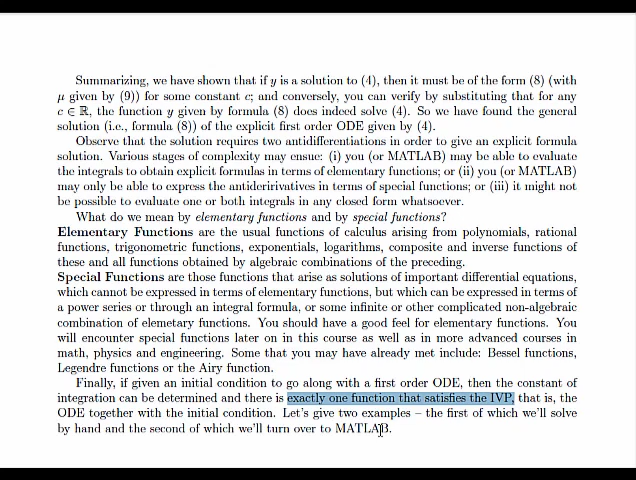 Summarizing, we have shown that if y is a solution to (4), then it must be of the form (8) (with
μ given by (9)) for some constant c; and conversely, you can verify by substituting that for any
c ∈ ℝ, the function y given by formula (8) does indeed solve (4). So we have found the general
solution (i.e., formula (8)) of the explicit first order ODE given by (4).
Observe that the solution requires two antidifferentiations in order to give an explicit formula
solution. Various stages of complexity may ensue: (i) you (or MATLAB) may be able to evaluate
the integrals to obtain explicit formulas in terms of elementary functions; or (ii) you (or MATLAB)
may only be able to express the antideririvatives in terms of special functions; or (iii) it might not
be possible to evaluate one or both integrals in any closed form whatsoever.
What do we mean by elementary functions and by special functions?
Elementary Functions are the usual functions of calculus arising from polynomials, rational
functions, trigonometric functions, exponentials, logarithms, composite and inverse functions of
these and all functions obtained by algebraic combinations of the preceding.
Special Functions are those functions that arise as solutions of important differential equations,
which cannot be expressed in terms of elementary functions, but which can be expressed in terms of
a power series or through an integral formula, or some infinite or other complicated non-algebraic
combination of elemetary functions. You should have a good feel for elementary functions. You
will encounter special functions later on in this course as well as in more advanced courses in
math, physics and engineering. Some that you may have already met include: Bessel functions,
Legendre functions or the Airy function.
Finally, if given an initial condition to go along with a first order ODE, then the constant of
integration can be determined and there is exactly one function that satisfies the IVP, that is, the
ODE together with the initial condition. Let's give two examples – the first of which we'll solve
by hand and the second of which we'll turn over to MATLAB.